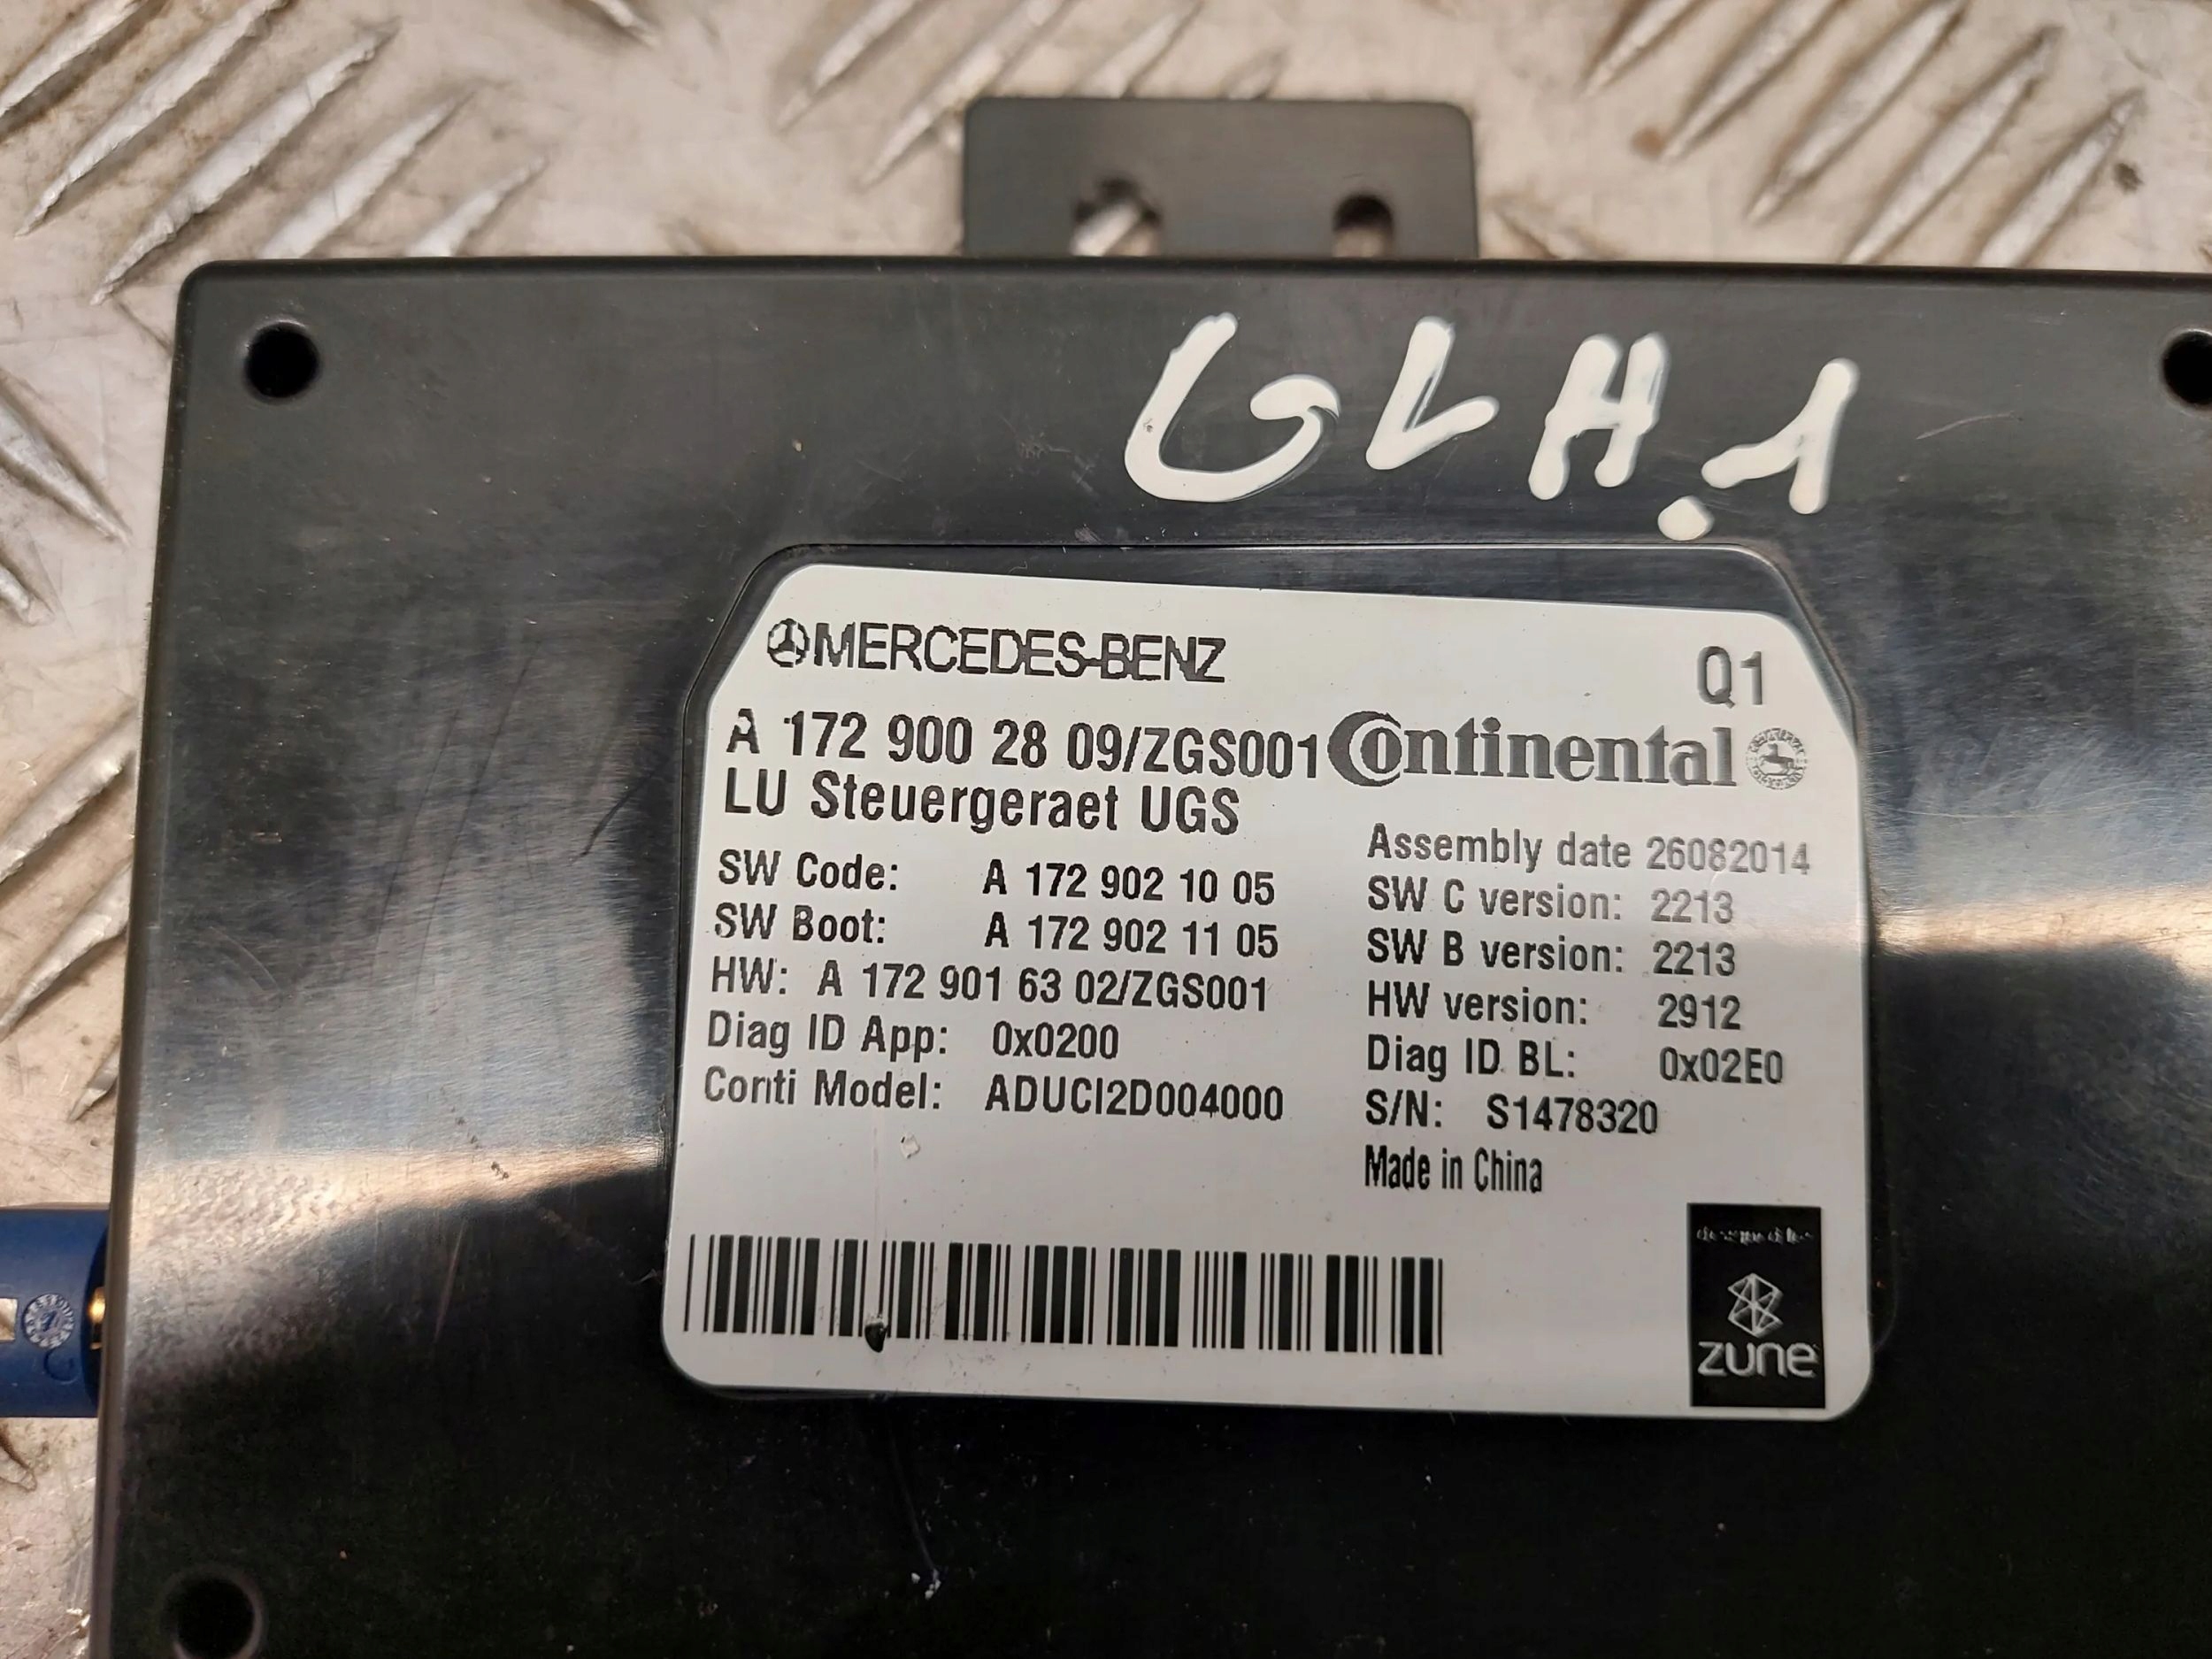 GLH.1
MERCEDES-BENZ
Q1
A 172 900 28 09/ZGS001
Continental
LU Steuergeraet UGS
Assembly date 26082014
SW Code: A 172 902 10 05
SW C version: 2213
SW Boot: A 172 902 11 05
SW B version: 2213
HW: A 172 901 63 02/ZGS001
HW version: 2912
Diag ID App: 0x0200
Diag ID BL: 0x02E0
Conti Model: ADUCI2D004000
S/N: S1478320
Made in China
zune